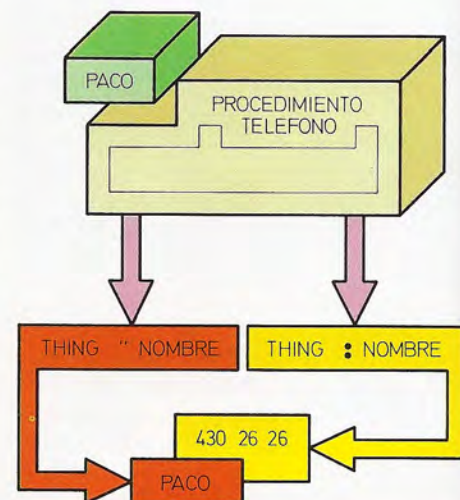 PACO
PROCEDIMIENTO
TELEFONO
THING " NOMBRE
THING : NOMBRE
430 26 26
PACO